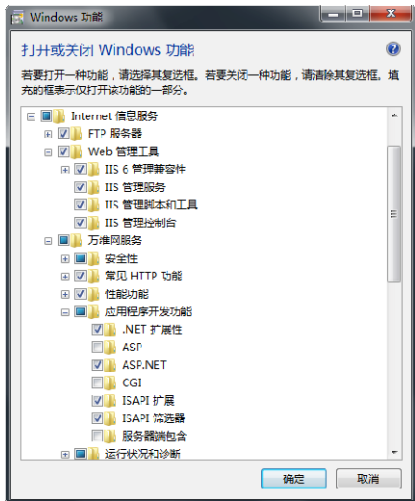 Windows 功能
打开或关闭 Windows 功能
若要打开一种功能，请选择其复选框。若要关闭一种功能，请清除其复选框。填
充的框表示仅打开该功能的一部分。
Internet 信息服务
FTP 服务器
Web 管理工具
IIS 6 管理兼容性
IIS 管理服务
IIS 管理脚本和工具
IIS 管理控制台
万维网服务
安全性
常见 HTTP 功能
性能功能
应用程序开发功能
.NET 扩展性
ASP
ASP.NET
CGI
ISAPI 扩展
ISAPI 筛选器
服务器端包含
运行状况和诊断
确定
取消